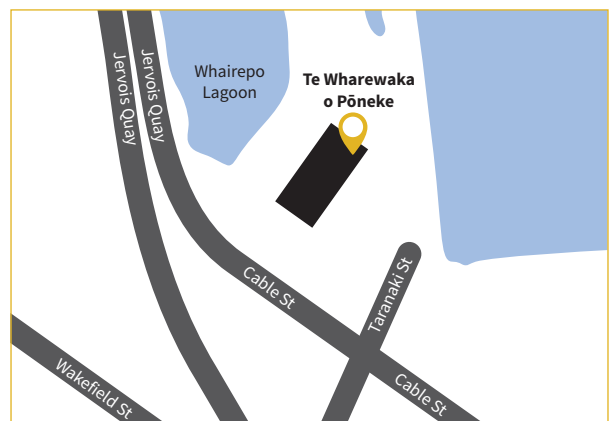 Jervois Quay
Jervois Quay
Whairepo
Lagoon
Te Wharewaka
o Pōneke
Cable St
Taranaki St
Wakefield St
Cable St